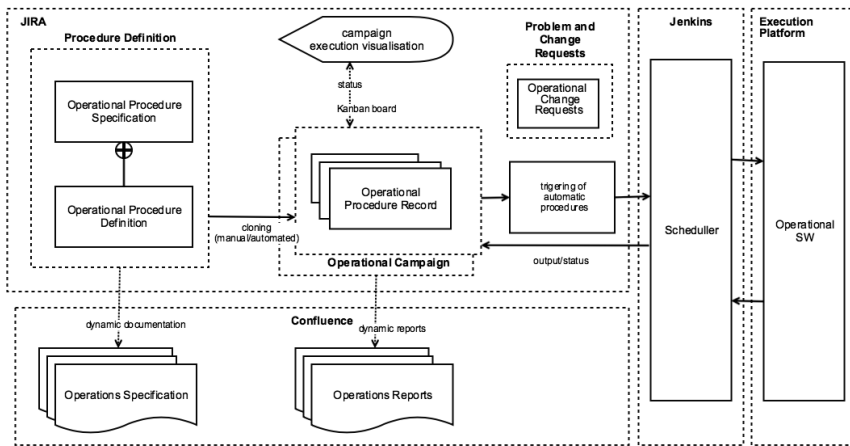 JIRA
Procedure Definition
Operational Procedure
Specification
Operational Procedure
Definition
campaign
execution visualisation
status
Kanban board
Problem and
Change
Requests
Operational
Change
Requests
Operational
Procedure Record
Operational Campaign
cloning
(manual/automated)
trigering of
automatic
procedures
output/status
Jenkins
Scheduller
Execution
Platform
Operational
SW
Confluence
dynamic documentation
dynamic reports
Operations Specification
Operations Reports